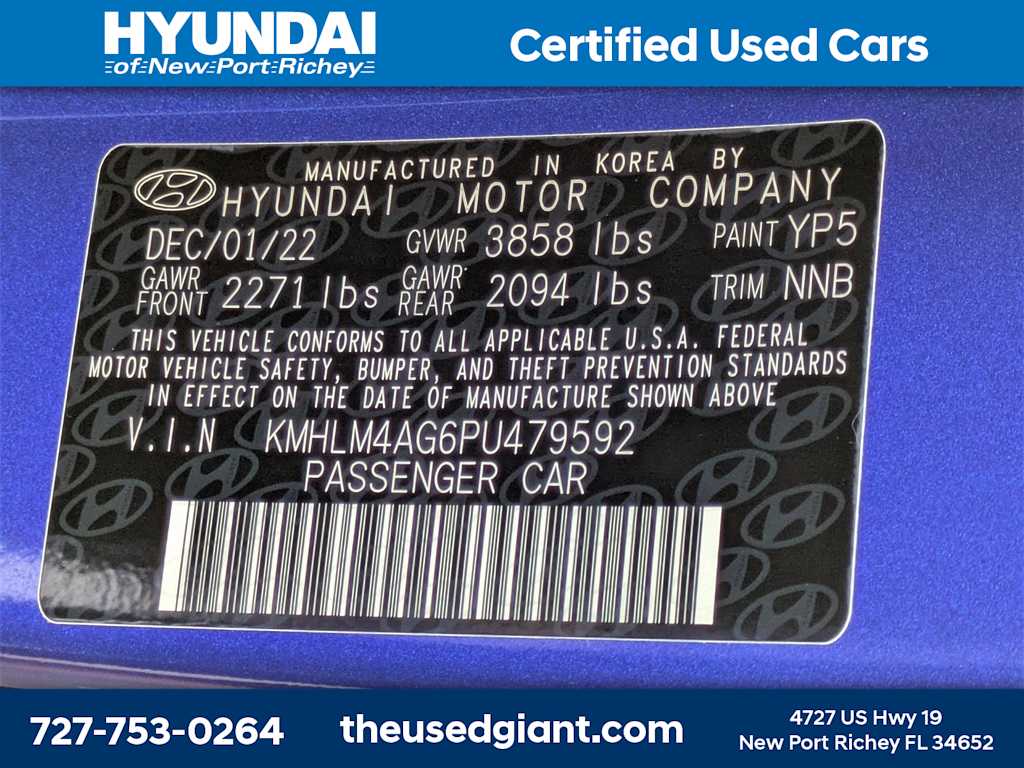 HYUNDAI
of New Port Richey
Certified Used Cars
MANUFACTURED IN KOREA BY
HYUNDAI MOTOR COMPANY
DEC/01/22 GVWR 3858 lbs PAINT YP5
GAWR FRONT 2271 lbs GAWR REAR 2094 lbs TRIM NNB
THIS VEHICLE CONFORMS TO ALL APPLICABLE U.S.A. FEDERAL
MOTOR VEHICLE SAFETY, BUMPER, AND THEFT PREVENTION STANDARDS
IN EFFECT ON THE DATE OF MANUFACTURE SHOWN ABOVE
V.I.N KMHLM4AG6PU479592
PASSENGER CAR
727-753-0264
theusedgiant.com
4727 US Hwy 19
New Port Richey FL 34652